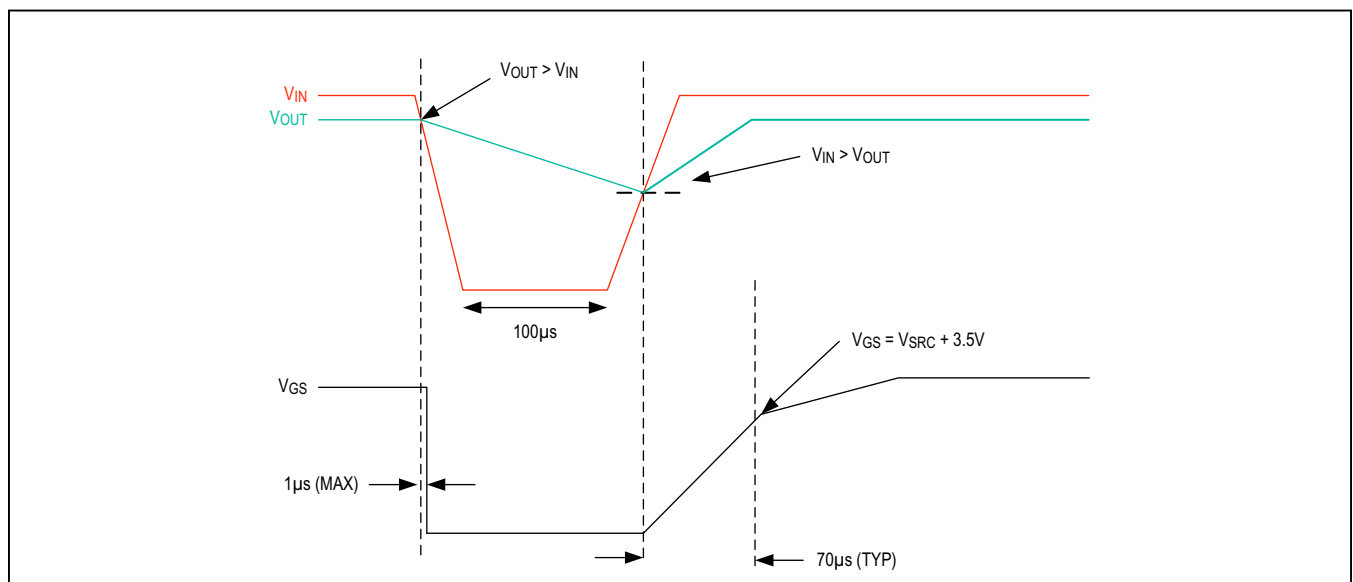 VOUT > VIN
VIN
VOUT
VIN > VOUT
100µs
VGS = VSRC + 3.5V
VGS
1µs (MAX)
70µs (TYP)